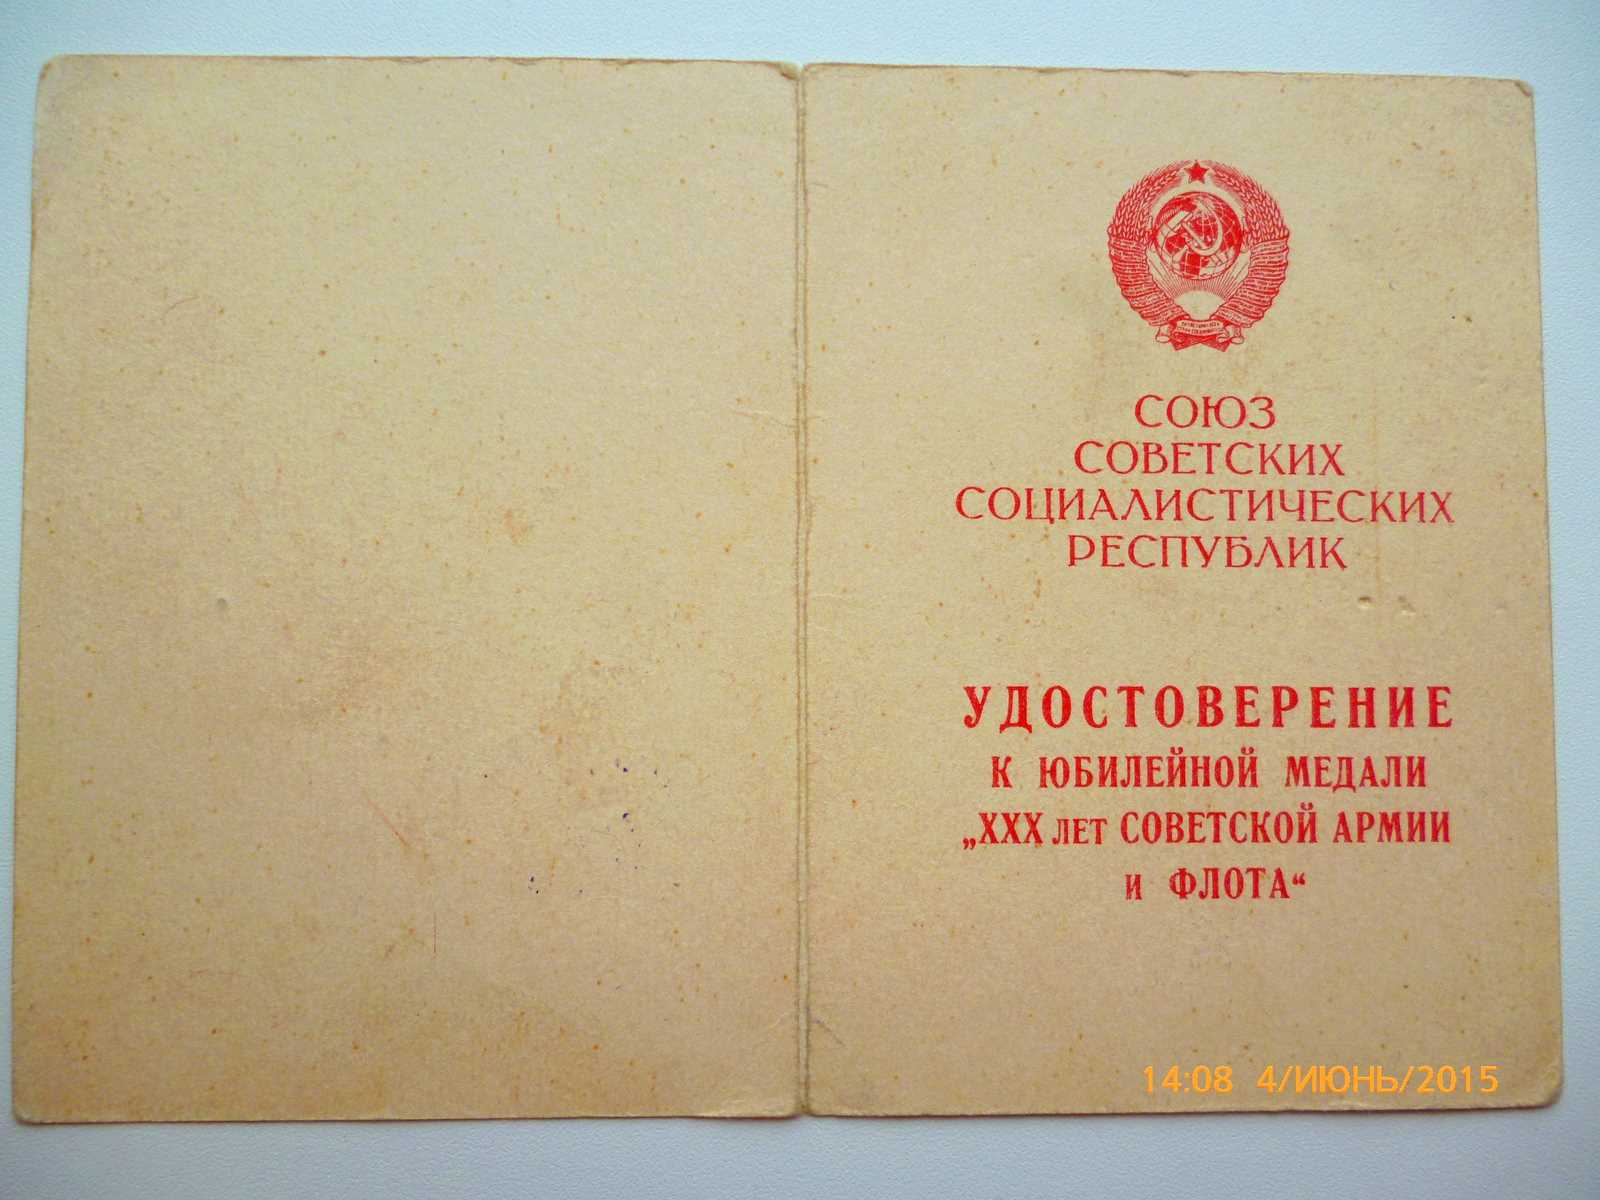 СОЮЗ
СОВЕТСКИХ
СОЦИАЛИСТИЧЕСКИХ
РЕСПУБЛИК
УДОСТОВЕРЕНИЕ
К ЮБИЛЕЙНОЙ МЕДАЛИ
„XXX ЛЕТ СОВЕТСКОЙ АРМИИ
И ФЛОТА“
14:08 4/ИЮНЬ/2015